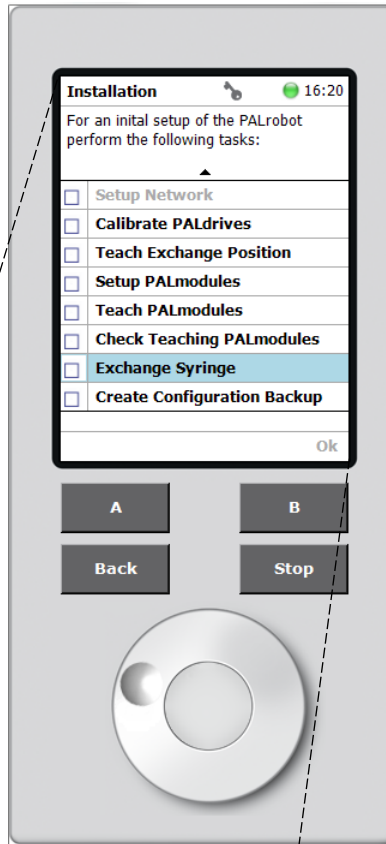 Installation 16:20
For an inital setup of the PALrobot
perform the following tasks:
Setup Network
Calibrate PALdrives
Teach Exchange Position
Setup PALmodules
Teach PALmodules
Check Teaching PALmodules
Exchange Syringe
Create Configuration Backup
Ok
A B
Back Stop